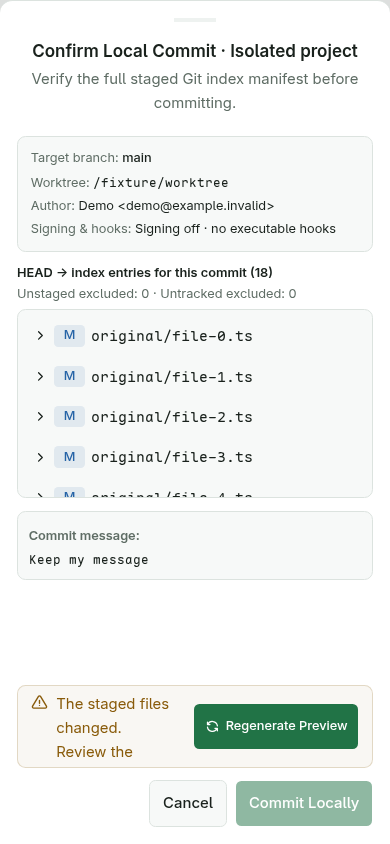 Confirm Local Commit · Isolated project
Verify the full staged Git index manifest before
committing.
Target branch: main
Worktree: /fixture/worktree
Author: Demo <demo@example.invalid>
Signing & hooks: Signing off · no executable hooks
HEAD → index entries for this commit (18)
Unstaged excluded: 0 · Untracked excluded: 0
M original/file-0.ts
M original/file-1.ts
M original/file-2.ts
M original/file-3.ts
M original/file-4.ts
Commit message:
Keep my message
The staged files
changed.
Review the
Regenerate Preview
Cancel
Commit Locally